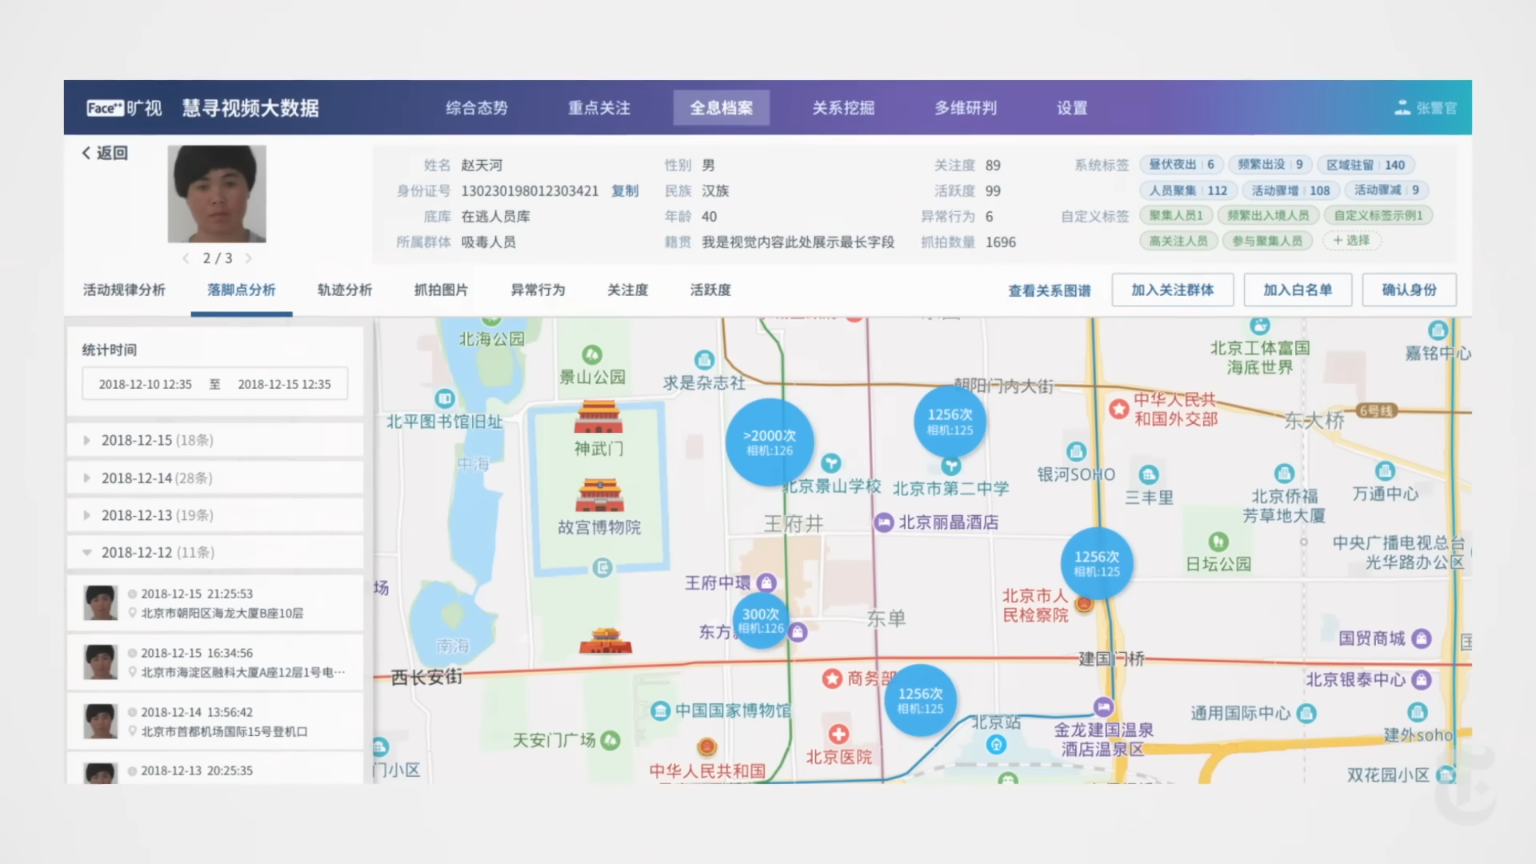 Face++ 旷视 慧寻视频大数据 综合态势 重点关注 全息档案 关系挖掘 多维研判 设置 张警官
返回
2 / 3
姓名 赵天河
身份证号 130230198012303421 复制
底库 在逃人员库
所属群体 吸毒人员
性别 男
民族 汉族
年龄 40
籍贯 我是视觉内容此处展示最长字段
关注度 89
活跃度 99
异常行为 6
抓拍数量 1696
系统标签 昼伏夜出 6 频繁出没 9 区域驻留 140
人员聚集 112 活动骤增 108 活动骤减 9
自定义标签 聚集人员1 频繁出入境人员 自定义标签示例1
高关注人员 参与聚集人员 + 选择
活动规律分析 落脚点分析 轨迹分析 抓拍图片 异常行为 关注度 活跃度 查看关系图谱 加入关注群体 加入白名单 确认身份
统计时间
2018-12-10 12:35 至 2018-12-15 12:35
2018-12-15 (18条)
2018-12-14 (28条)
2018-12-13 (19条)
2018-12-12 (11条)
2018-12-15 21:25:53
北京市朝阳区海龙大厦B座10层
2018-12-15 16:34:56
北京市海淀区融科大厦A座12层1号电…
2018-12-14 13:56:42
北京市首都机场国际15号登机口
2018-12-13 20:25:35
北海公园
景山公园
求是杂志社
朝阳门内大街
北京工体富国
海底世界
嘉铭中心
北平图书馆旧址
神武门
>2000次
相机:126
1256次
相机:125
中华人民共
和国外交部
东大桥
6号线
中海
北京景山学校
北京市第二中学
银河SOHO
三丰里
北京侨福
芳草地大厦
万通中心
故宫博物院
王府井
北京丽晶酒店
1256次
相机:125
日坛公园
中央广播电视总台
光华路办公区
场
王府中環
300次
相机:126
东方
东单
北京市人
民检察院
南海
国贸商城
西长安街
建国门桥
商务部
1256次
相机:125
北京银泰中心
中国国家博物馆
北京站
金龙建国温泉
酒店温泉区
通用国际中心
建外soho
天安门广场
北京医院
门小区
中华人民共和国
双花园小区
T